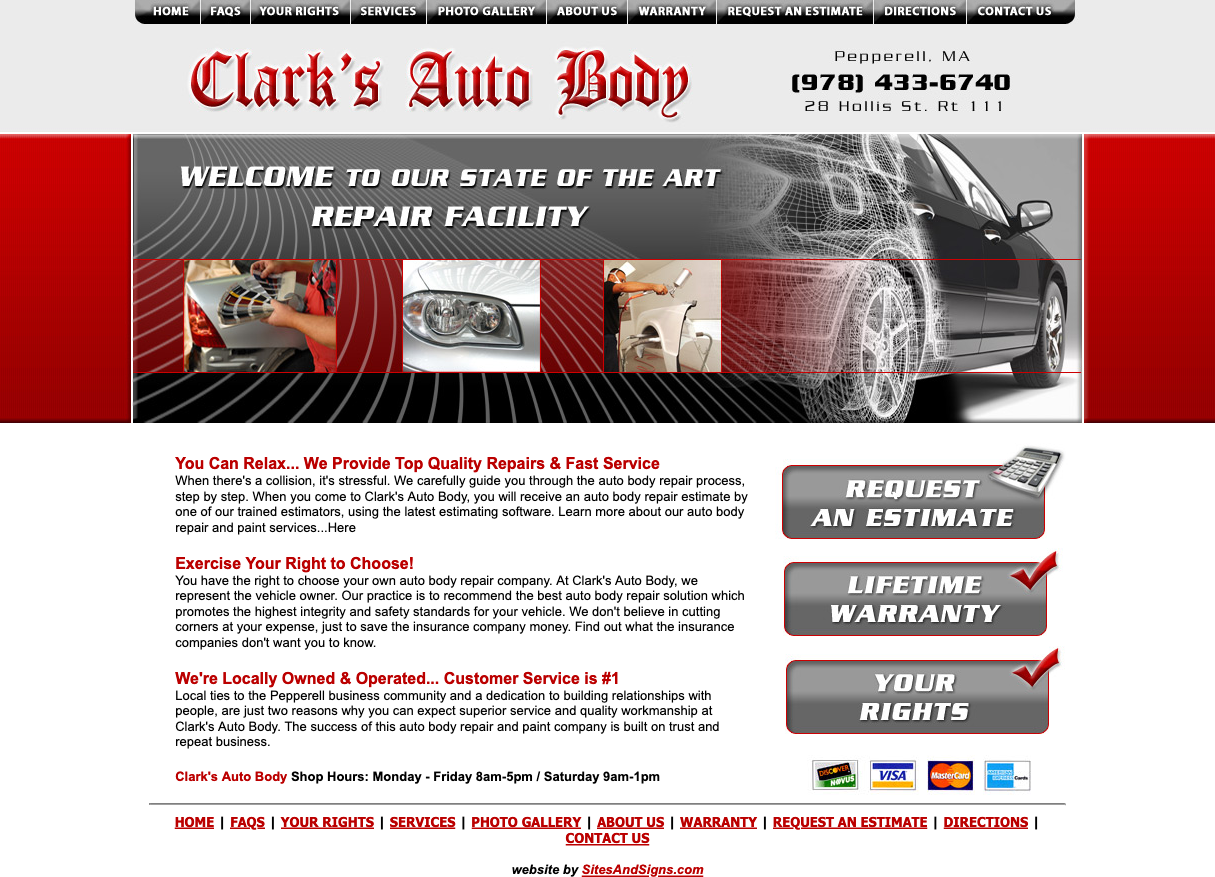 HOME FAQS YOUR RIGHTS SERVICES PHOTO GALLERY ABOUT US WARRANTY REQUEST AN ESTIMATE DIRECTIONS CONTACT US
Clark's Auto Body
Pepperell, MA
(978) 433-6740
28 Hollis St. Rt 111
WELCOME TO OUR STATE OF THE ART
REPAIR FACILITY
You Can Relax... We Provide Top Quality Repairs & Fast Service
When there's a collision, it's stressful. We carefully guide you through the auto body repair process,
step by step. When you come to Clark's Auto Body, you will receive an auto body repair estimate by
one of our trained estimators, using the latest estimating software. Learn more about our auto body
repair and paint services...Here
Exercise Your Right to Choose!
You have the right to choose your own auto body repair company. At Clark's Auto Body, we
represent the vehicle owner. Our practice is to recommend the best auto body repair solution which
promotes the highest integrity and safety standards for your vehicle. We don't believe in cutting
corners at your expense, just to save the insurance company money. Find out what the insurance
companies don't want you to know.
We're Locally Owned & Operated... Customer Service is #1
Local ties to the Pepperell business community and a dedication to building relationships with
people, are just two reasons why you can expect superior service and quality workmanship at
Clark's Auto Body. The success of this auto body repair and paint company is built on trust and
repeat business.
Clark's Auto Body Shop Hours: Monday - Friday 8am-5pm / Saturday 9am-1pm
REQUEST
AN ESTIMATE
LIFETIME
WARRANTY
YOUR
RIGHTS
DISCOVER
NOVUS
VISA
MasterCard
AMERICAN
EXPRESS
Cards
HOME | FAQS | YOUR RIGHTS | SERVICES | PHOTO GALLERY | ABOUT US | WARRANTY | REQUEST AN ESTIMATE | DIRECTIONS |
CONTACT US
website by SitesAndSigns.com